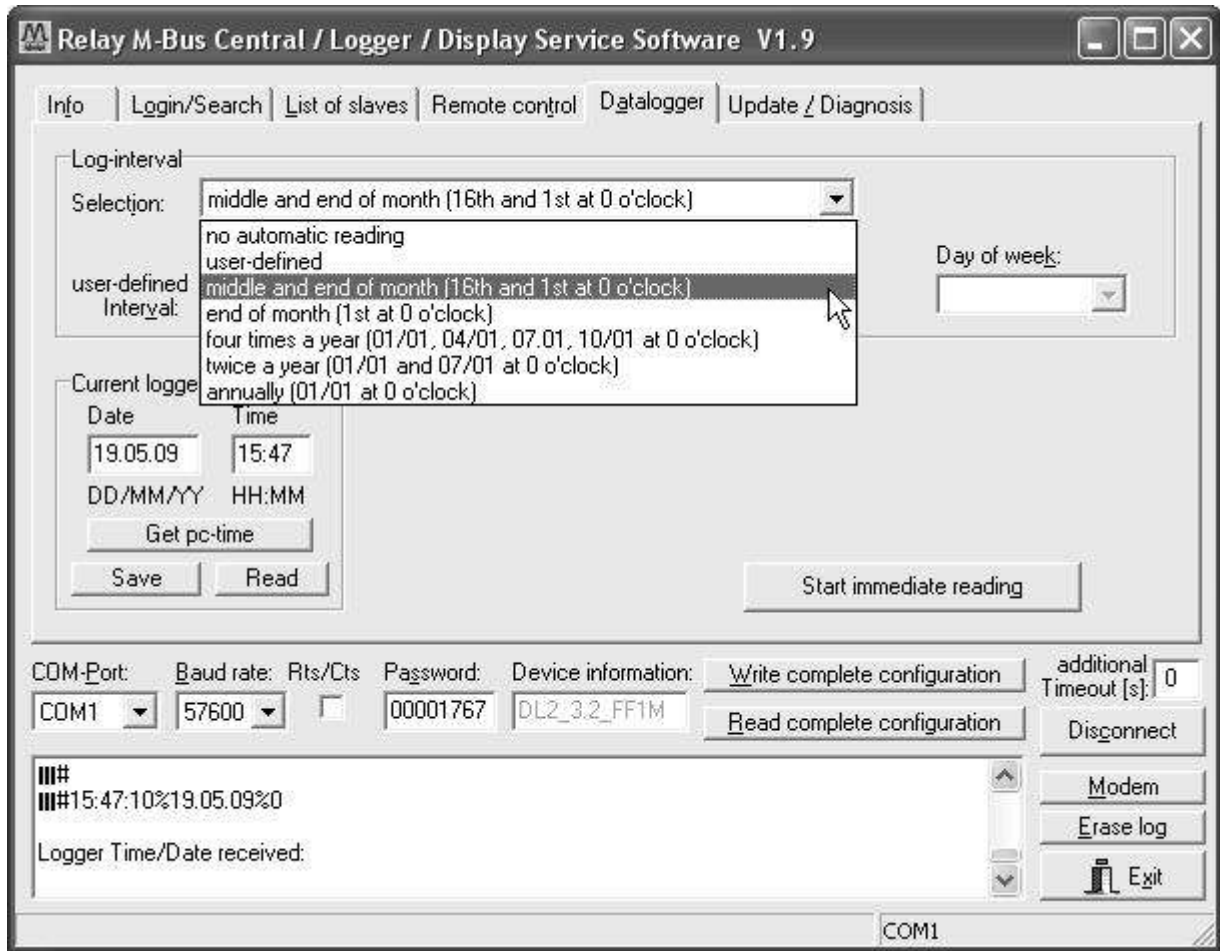 Relay M-Bus Central / Logger / Display Service Software V1.9
Info Login/Search List of slaves Remote control Datalogger Update / Diagnosis
Log-interval
Selection: middle and end of month (16th and 1st at 0 o'clock)
no automatic reading
user-defined
middle and end of month (16th and 1st at 0 o'clock)
end of month (1st at 0 o'clock)
four times a year (01/01, 04/01, 07.01, 10/01 at 0 o'clock)
twice a year (01/01 and 07/01 at 0 o'clock)
annually (01/01 at 0 o'clock)
user-defined
Interval:
Day of week:
Current logge
Date Time
19.05.09 15:47
DD/MM/YY HH:MM
Get pc-time
Save Read
Start immediate reading
COM-Port: Baud rate: Rts/Cts Password: Device information:
COM1 57600 00001767 DL2_3.2_FF1M
Write complete configuration
Read complete configuration
additional
Timeout [s]: 0
Disconnect
#
#15:47:10%19.05.09%0
Logger Time/Date received:
Modem
Erase log
Exit
COM1